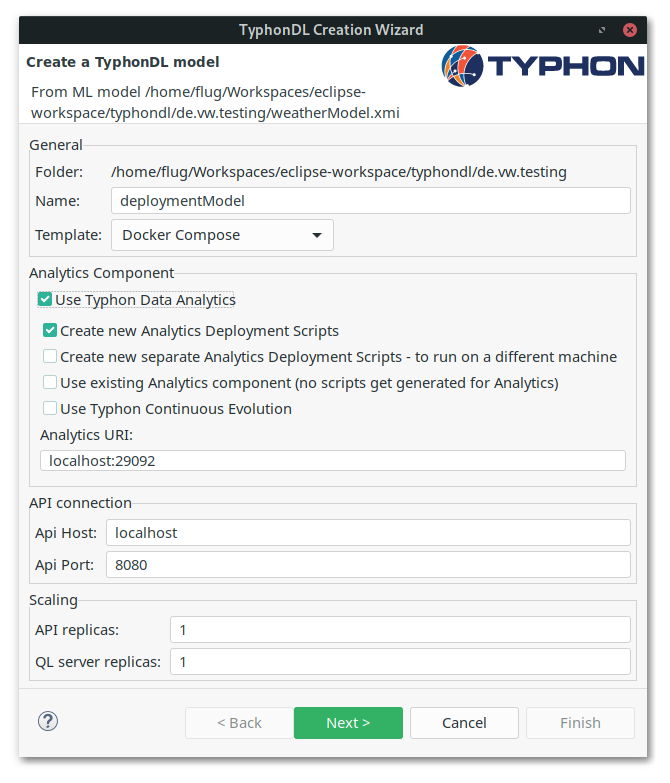 TyphonDL Creation Wizard
Create a TyphonDL model
TYPHON
From ML model /home/flug/Workspaces/eclipse-
workspace/typhondl/de.vw.testing/weatherModel.xmi
General
Folder: /home/flug/Workspaces/eclipse-workspace/typhondl/de.vw.testing
Name: deploymentModel
Template: Docker Compose
Analytics Component
Use Typhon Data Analytics
Create new Analytics Deployment Scripts
Create new separate Analytics Deployment Scripts - to run on a different machine
Use existing Analytics component (no scripts get generated for Analytics)
Use Typhon Continuous Evolution
Analytics URI:
localhost:29092
API connection
Api Host: localhost
Api Port: 8080
Scaling
API replicas: 1
QL server replicas: 1
? < Back Next > Cancel Finish